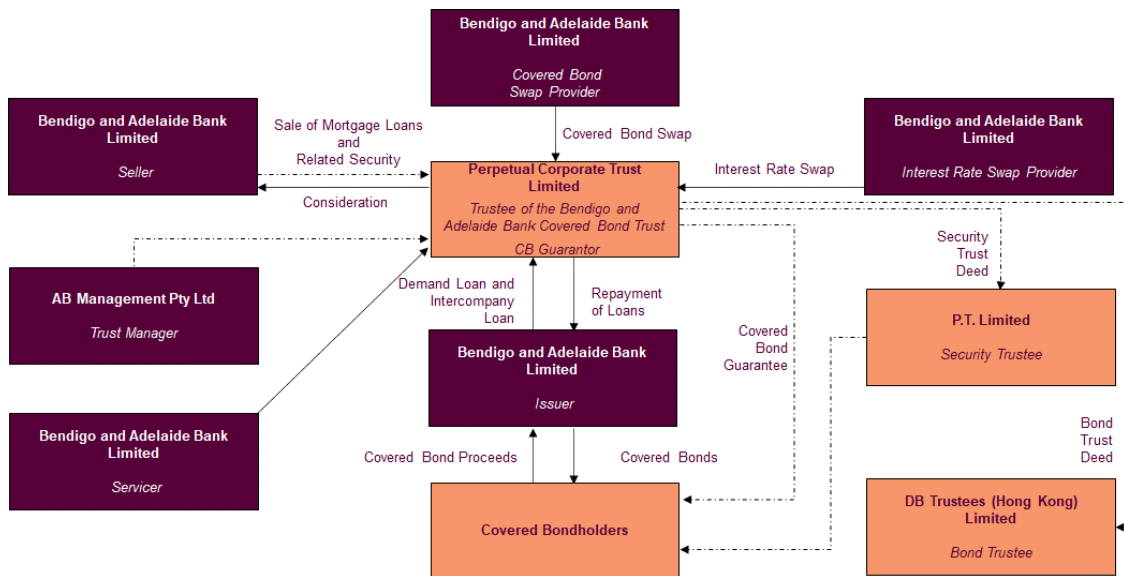 Bendigo and Adelaide Bank
Limited
Covered Bond
Swap Provider
Bendigo and Adelaide Bank
Limited
Seller
Sale of Mortgage Loans
and
Related Security
Covered Bond Swap
Bendigo and Adelaide Bank
Limited
Interest Rate Swap Provider
Consideration
Perpetual Corporate Trust
Limited
Trustee of the Bendigo and
Adelaide Bank Covered Bond Trust
CB Guarantor
Interest Rate Swap
Security
Trust
Deed
AB Management Pty Ltd
Trust Manager
Demand Loan and
Intercompany
Loan
Repayment
of Loans
Covered
Bond
Guarantee
P.T. Limited
Security Trustee
Bendigo and Adelaide Bank
Limited
Issuer
Bendigo and Adelaide Bank
Limited
Servicer
Covered Bond Proceeds
Covered Bonds
Bond
Trust
Deed
Covered Bondholders
DB Trustees (Hong Kong)
Limited
Bond Trustee